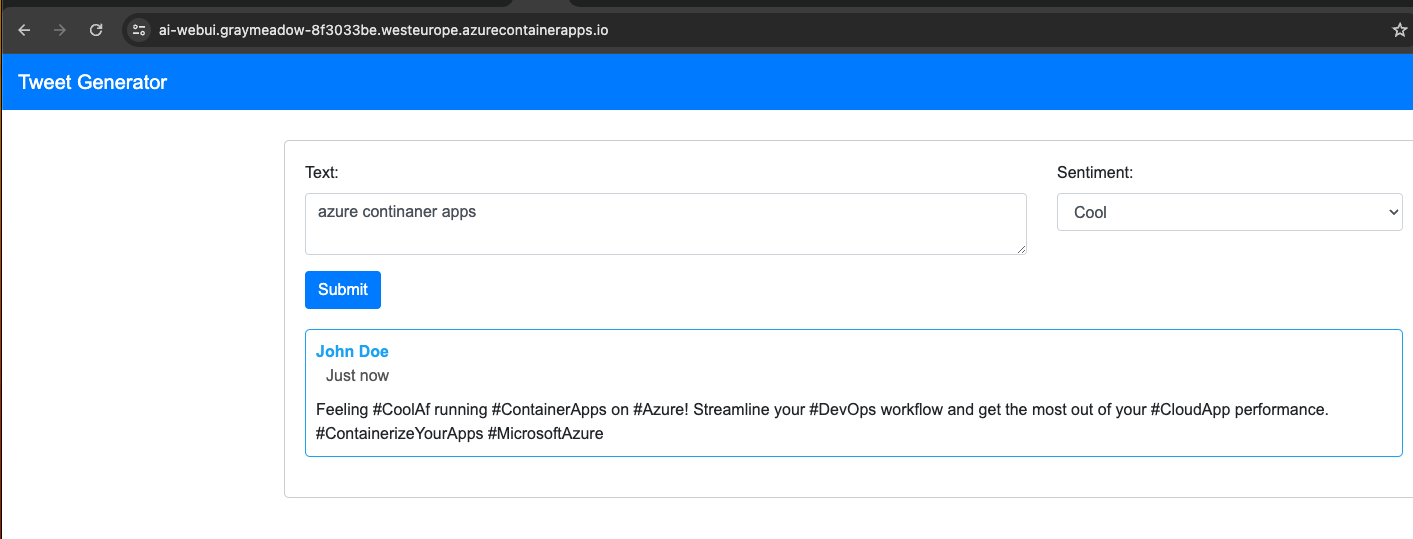 ai-webui.graymeadow-8f3033be.westeurope.azurecontainerapps.io
Tweet Generator
Text:
Sentiment:
azure continaner apps
Cool
Submit
John Doe
Just now
Feeling #CoolAf running #ContainerApps on #Azure! Streamline your #DevOps workflow and get the most out of your #CloudApp performance.
#ContainerizeYourApps #MicrosoftAzure